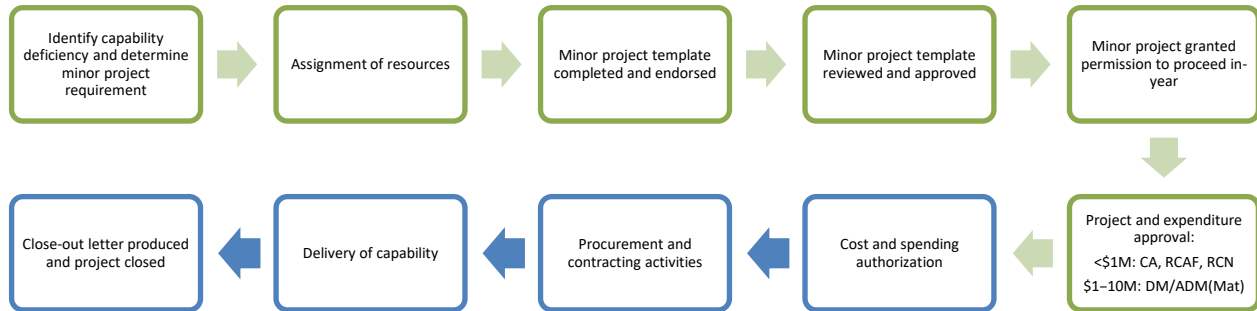 Identify capability
deficiency and determine
minor project
requirement
Assignment of resources
Minor project template
completed and endorsed
Minor project template
reviewed and approved
Minor project granted
permission to proceed in-
year
Project and expenditure
approval:
<$1M: CA, RCAF, RCN
$1–10M: DM/ADM(Mat)
Cost and spending
authorization
Procurement and
contracting activities
Delivery of capability
Close-out letter produced
and project closed